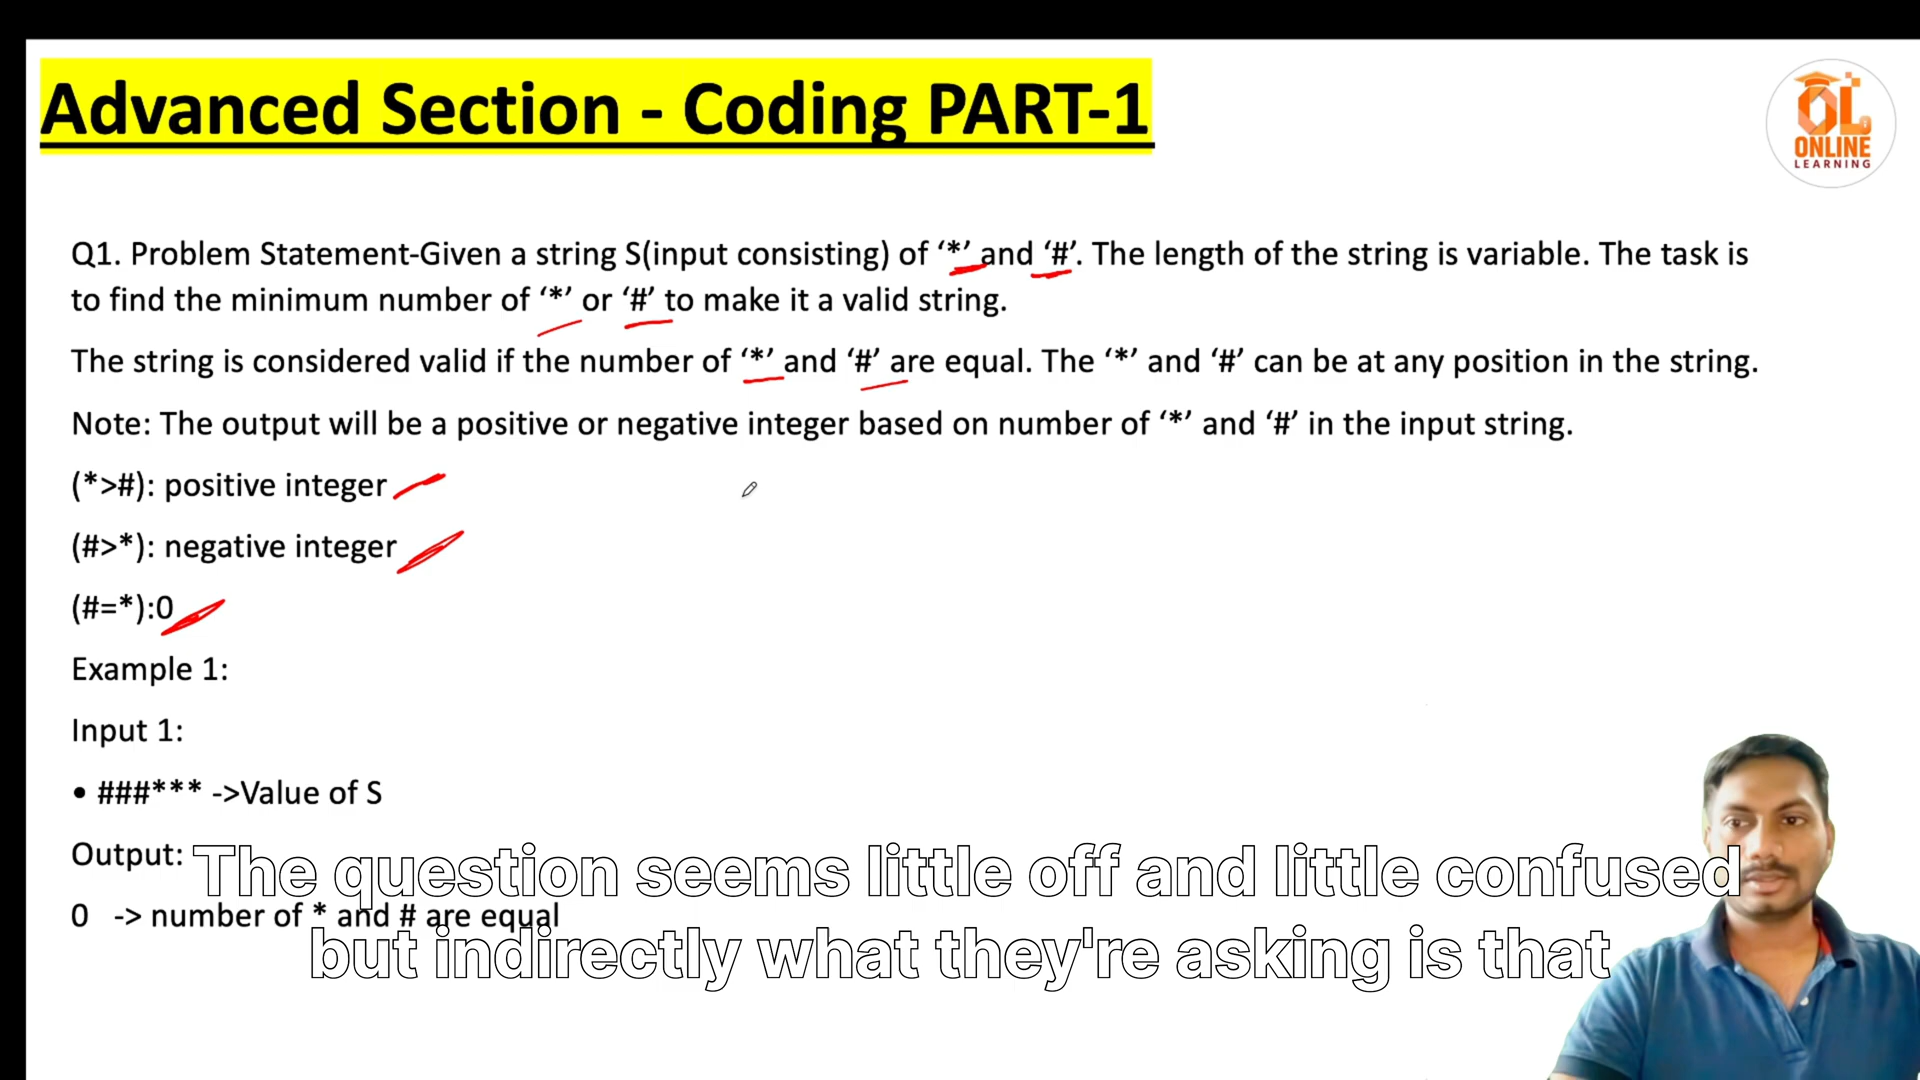 Advanced Section - Coding PART-1
OL
ONLINE
LEARNING
Q1. Problem Statement-Given a string S(input consisting) of ‘*’ and ‘#’. The length of the string is variable. The task is
to find the minimum number of ‘*’ or ‘#’ to make it a valid string.
The string is considered valid if the number of ‘*’ and ‘#’ are equal. The ‘*’ and ‘#’ can be at any position in the string.
Note: The output will be a positive or negative integer based on number of ‘*’ and ‘#’ in the input string.
(*>#): positive integer
(#>*): negative integer
(#=*):0
Example 1:
Input 1:
• ###*** ->Value of S
Output:
0 -> number of * and # are equal
The question seems little off and little confused
but indirectly what they're asking is that